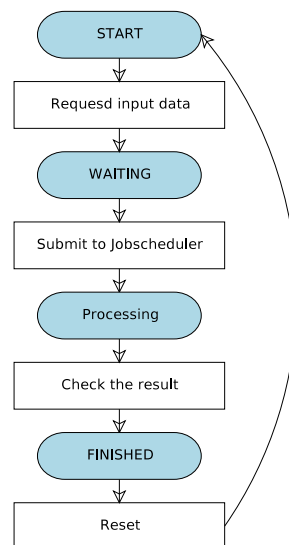 START
Requesd input data
WAITING
Submit to Jobscheduler
Processing
Check the result
FINISHED
Reset